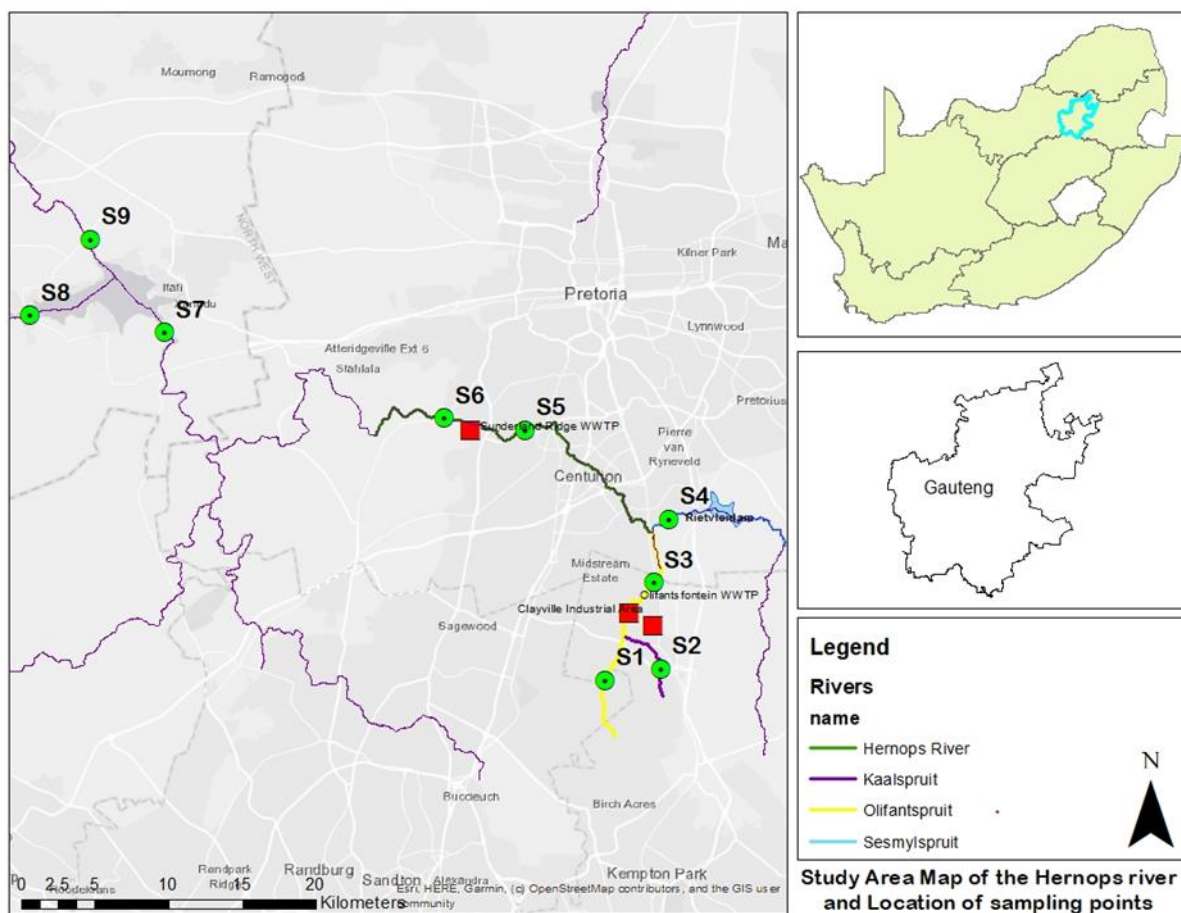 Moumong
Ramogodi
S9
NORTH WEST
Kilner Park
Ma
S8
Ifafi
S7
Pretoria
Lynnwood
Atteridgeville Ext 6
Stahlala
S6
S5
Sunderland Ridge WWTP
Pretorius
Pierre
van
Ryneveld
Centurion
S4
Rietvleidam
S3
Midstream
Estate
Olifantsfontein WWTP
Clayville Industrial Area
Sagewood
S1
S2
Buccleuch
Birch Acres
Randpark
Ridge
Randburg
Sandton
Alexandra
Kempton Park
0 2.5 5 10 15 20
Kilometers
Esri, HERE, Garmin, (c) OpenStreetMap contributors, and the GIS user
community
Gauteng
Legend
Rivers
name
Hernops River
Kaalspruit
Olifantspruit
Sesmylspruit
N
Study Area Map of the Hernops river
and Location of sampling points